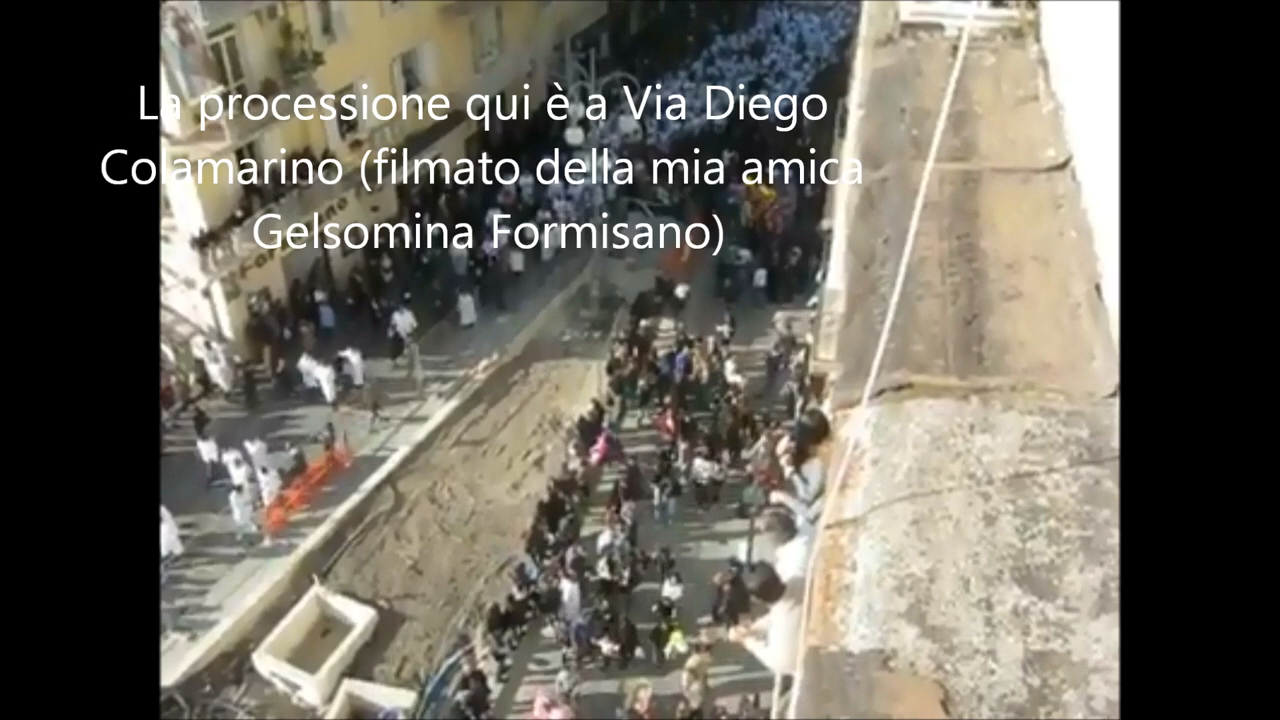 La processione qui è a Via Diego
Colamarino (filmato della mia amica
Gelsomina Formisano)